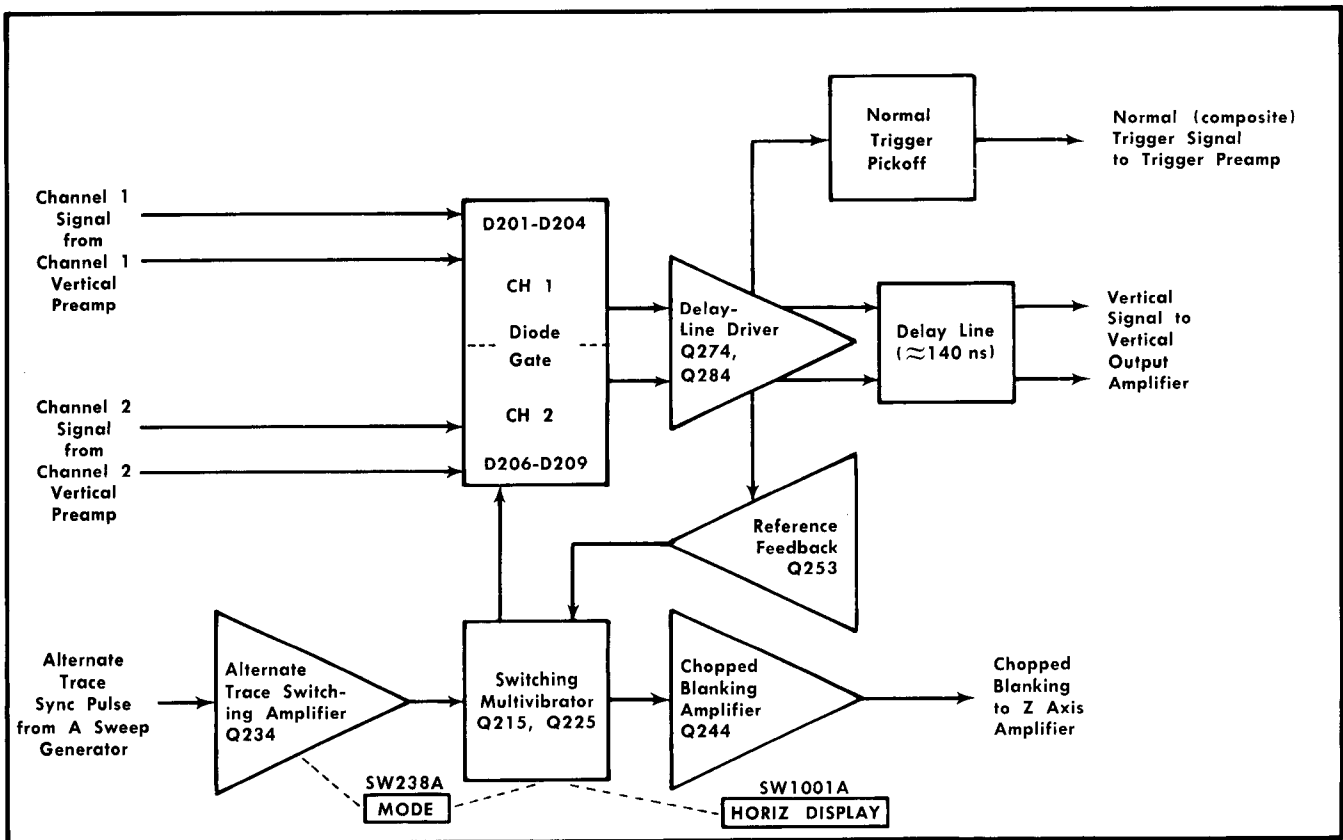 Normal
Trigger
Pickoff
Normal (composite)
Trigger Signal
to Trigger Preamp
Channel 1
Signal
from
Channel 1
Vertical
Preamp
D201-D204
CH 1
Diode
Gate
CH 2
D206-D209
Delay-
Line Driver
Q274,
Q284
Delay Line
(≈140 ns)
Vertical
Signal to
Vertical
Output
Amplifier
Channel 2
Signal
from
Channel 2
Vertical
Preamp
Reference
Feedback
Q253
Alternate
Trace
Sync Pulse
from A Sweep
Generator
Alternate
Trace Switch-
ing Amplifier
Q234
Switching
Multivibrator
Q215, Q225
Chopped
Blanking
Amplifier
Q244
Chopped
Blanking
to Z Axis
Amplifier
SW238A
MODE
SW1001A
HORIZ DISPLAY